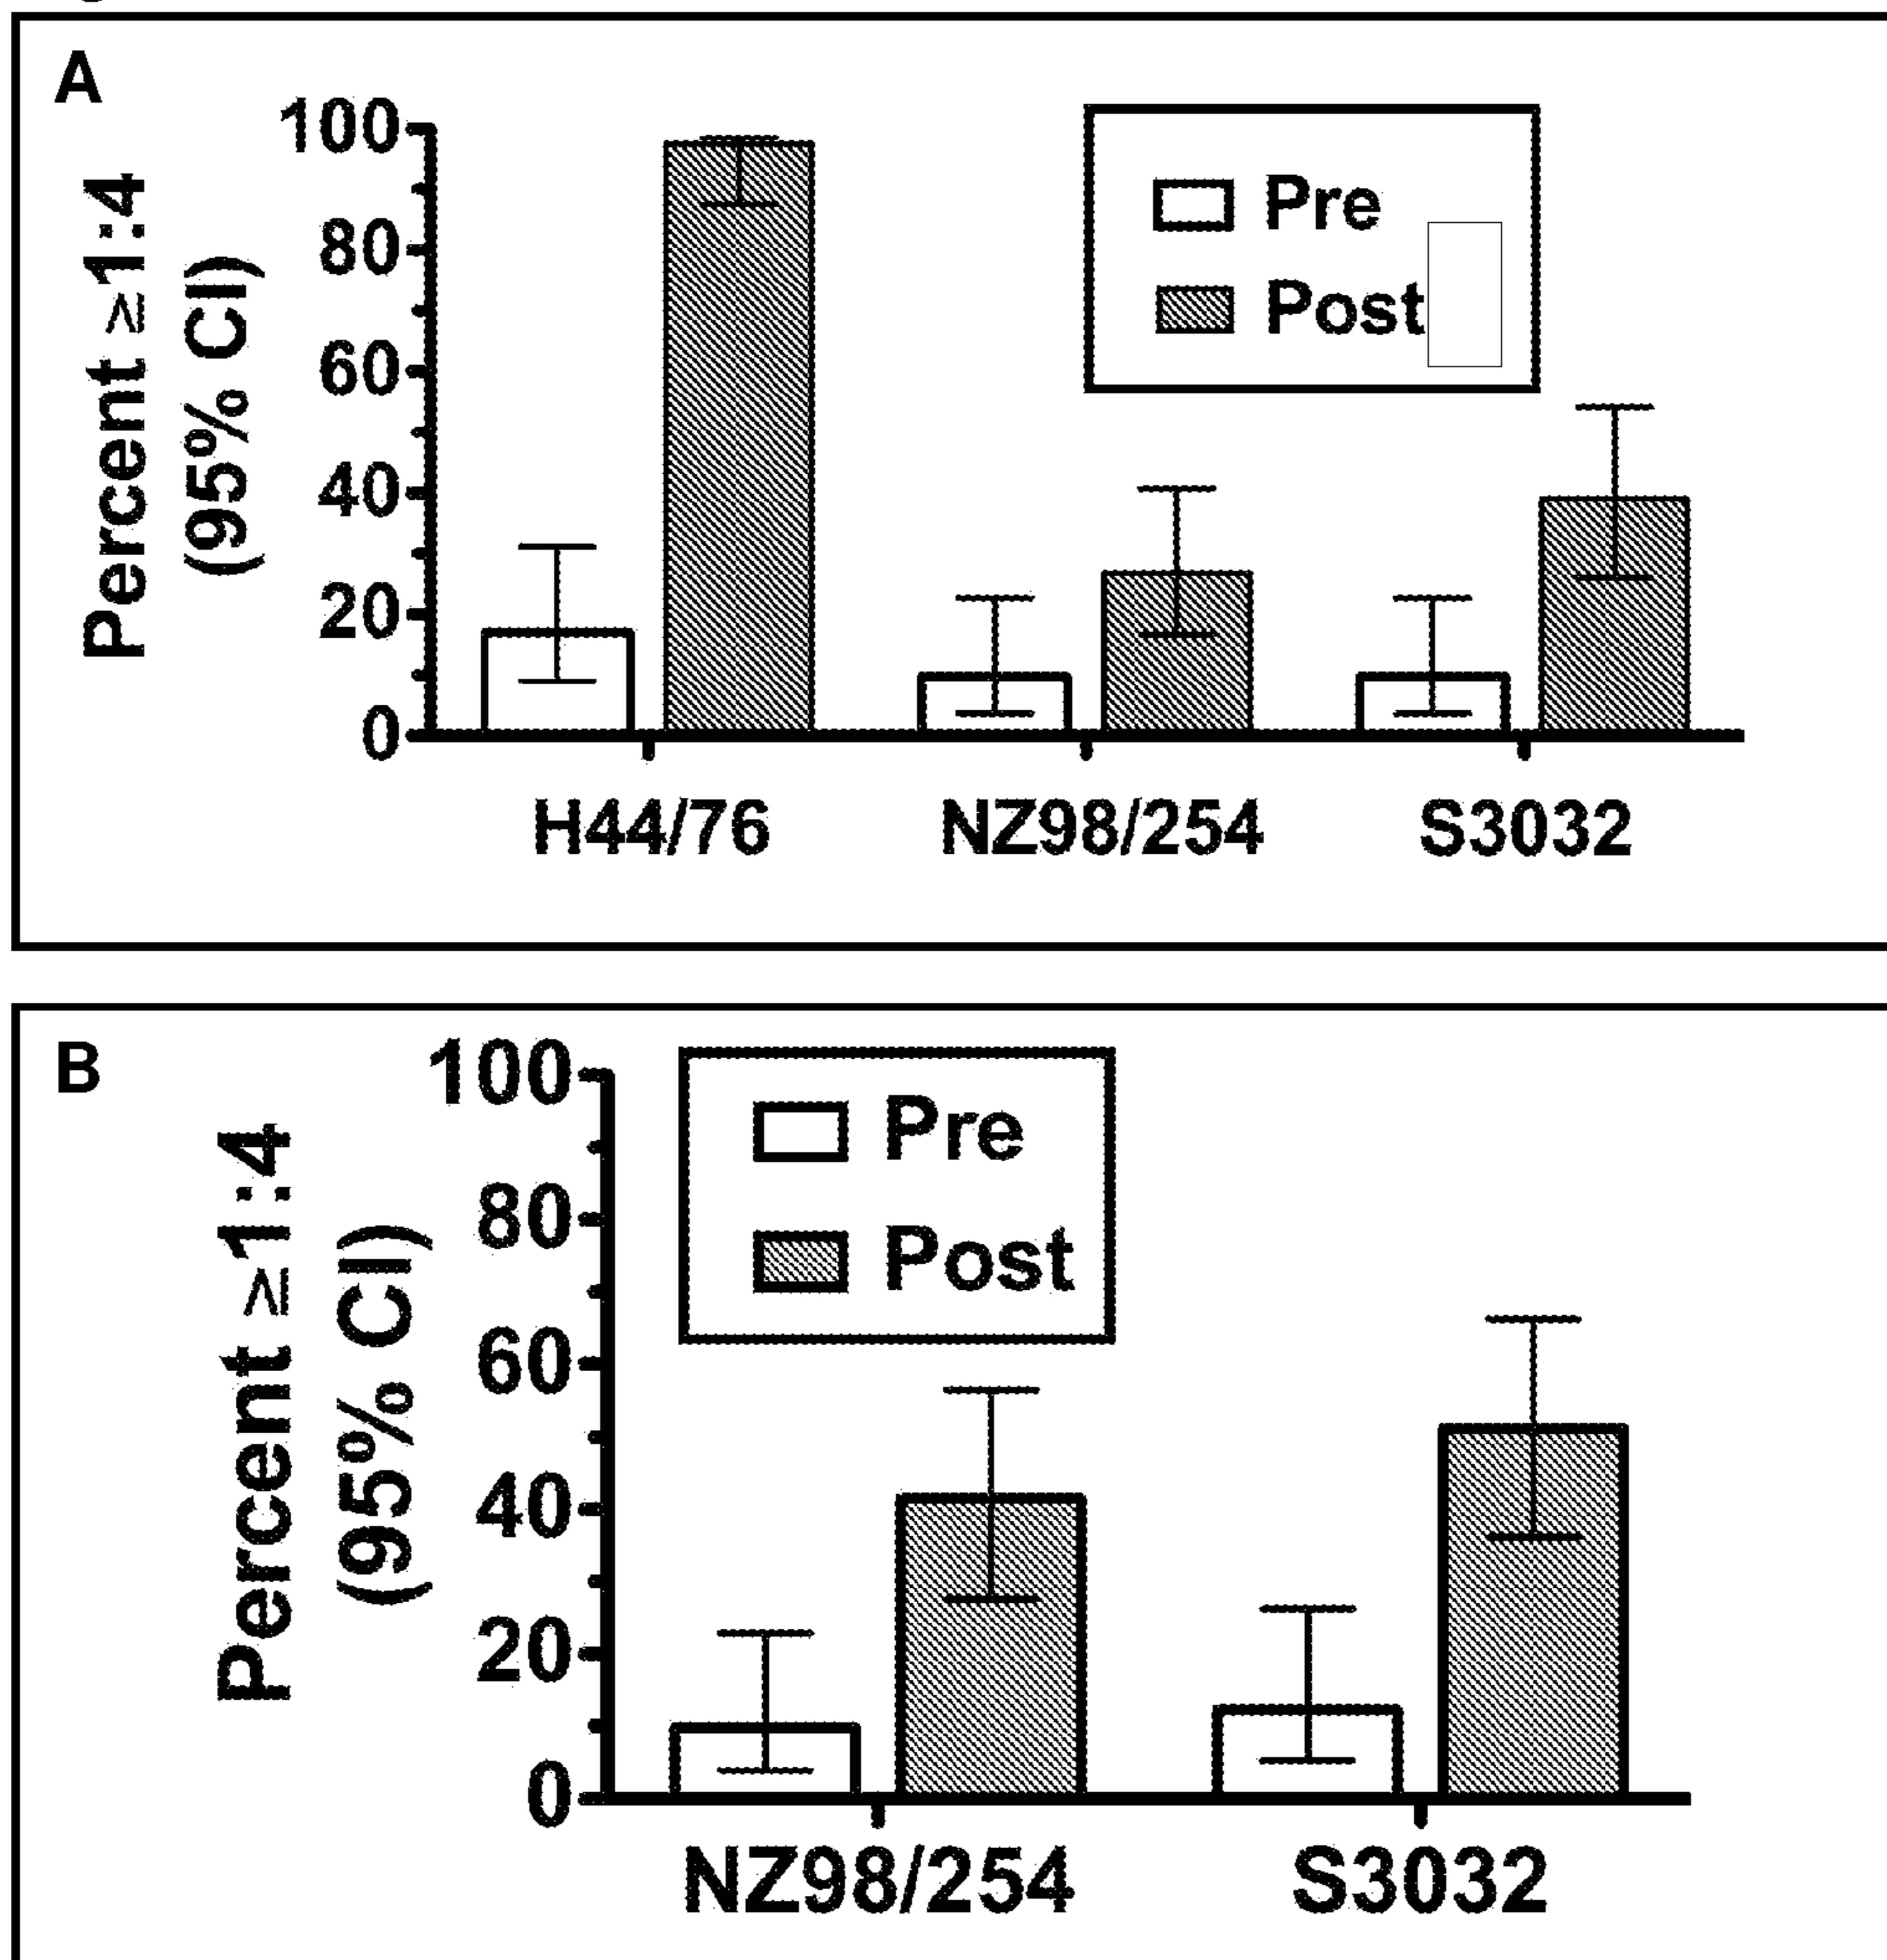 A
Percent ≥1:4
(95% CI)
100
80
60
40
20
0
Pre
Post
H44/76
NZ98/254
S3032
B
Percent ≥1:4
(95% CI)
100
80
60
40
20
0
Pre
Post
NZ98/254
S3032